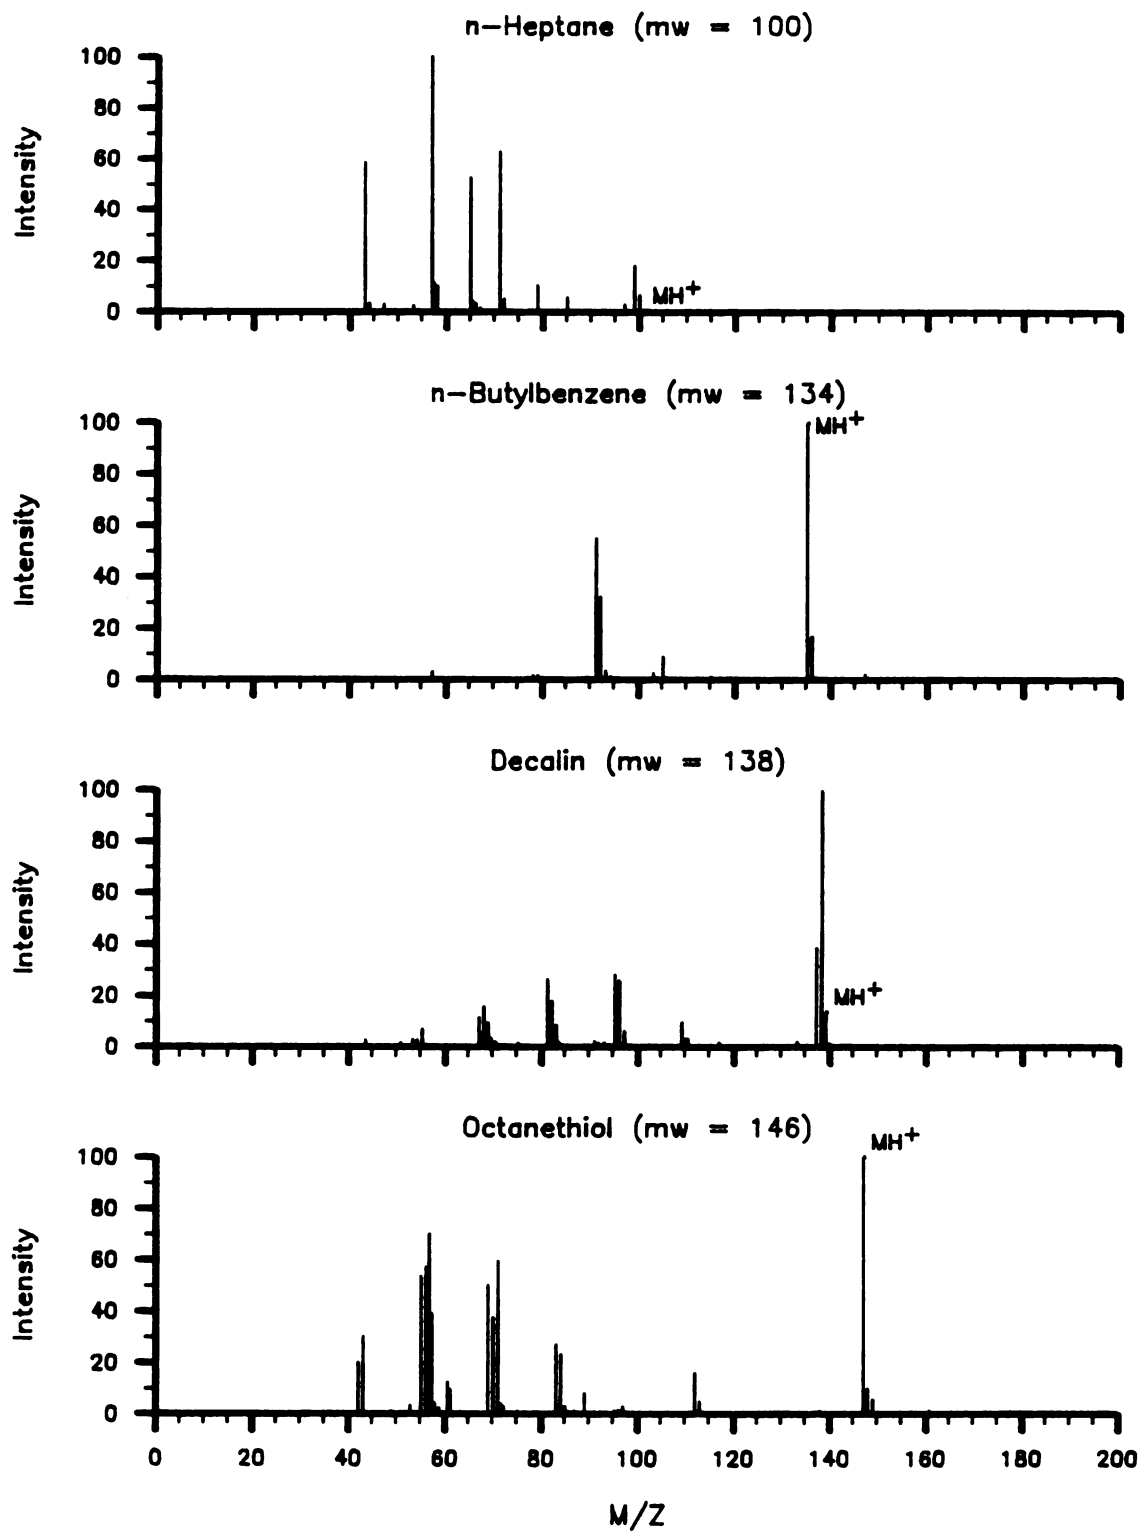 n-Heptane (mw = 100)
100
80
60
40
20
0
Intensity
MH+
n-Butylbenzene (mw = 134)
100
80
60
40
20
0
Intensity
MH+
Decalin (mw = 138)
100
80
60
40
20
0
Intensity
MH+
Octanethiol (mw = 146)
100
80
60
40
20
0
Intensity
MH+
0 20 40 60 80 100 120 140 160 180 200
M/Z